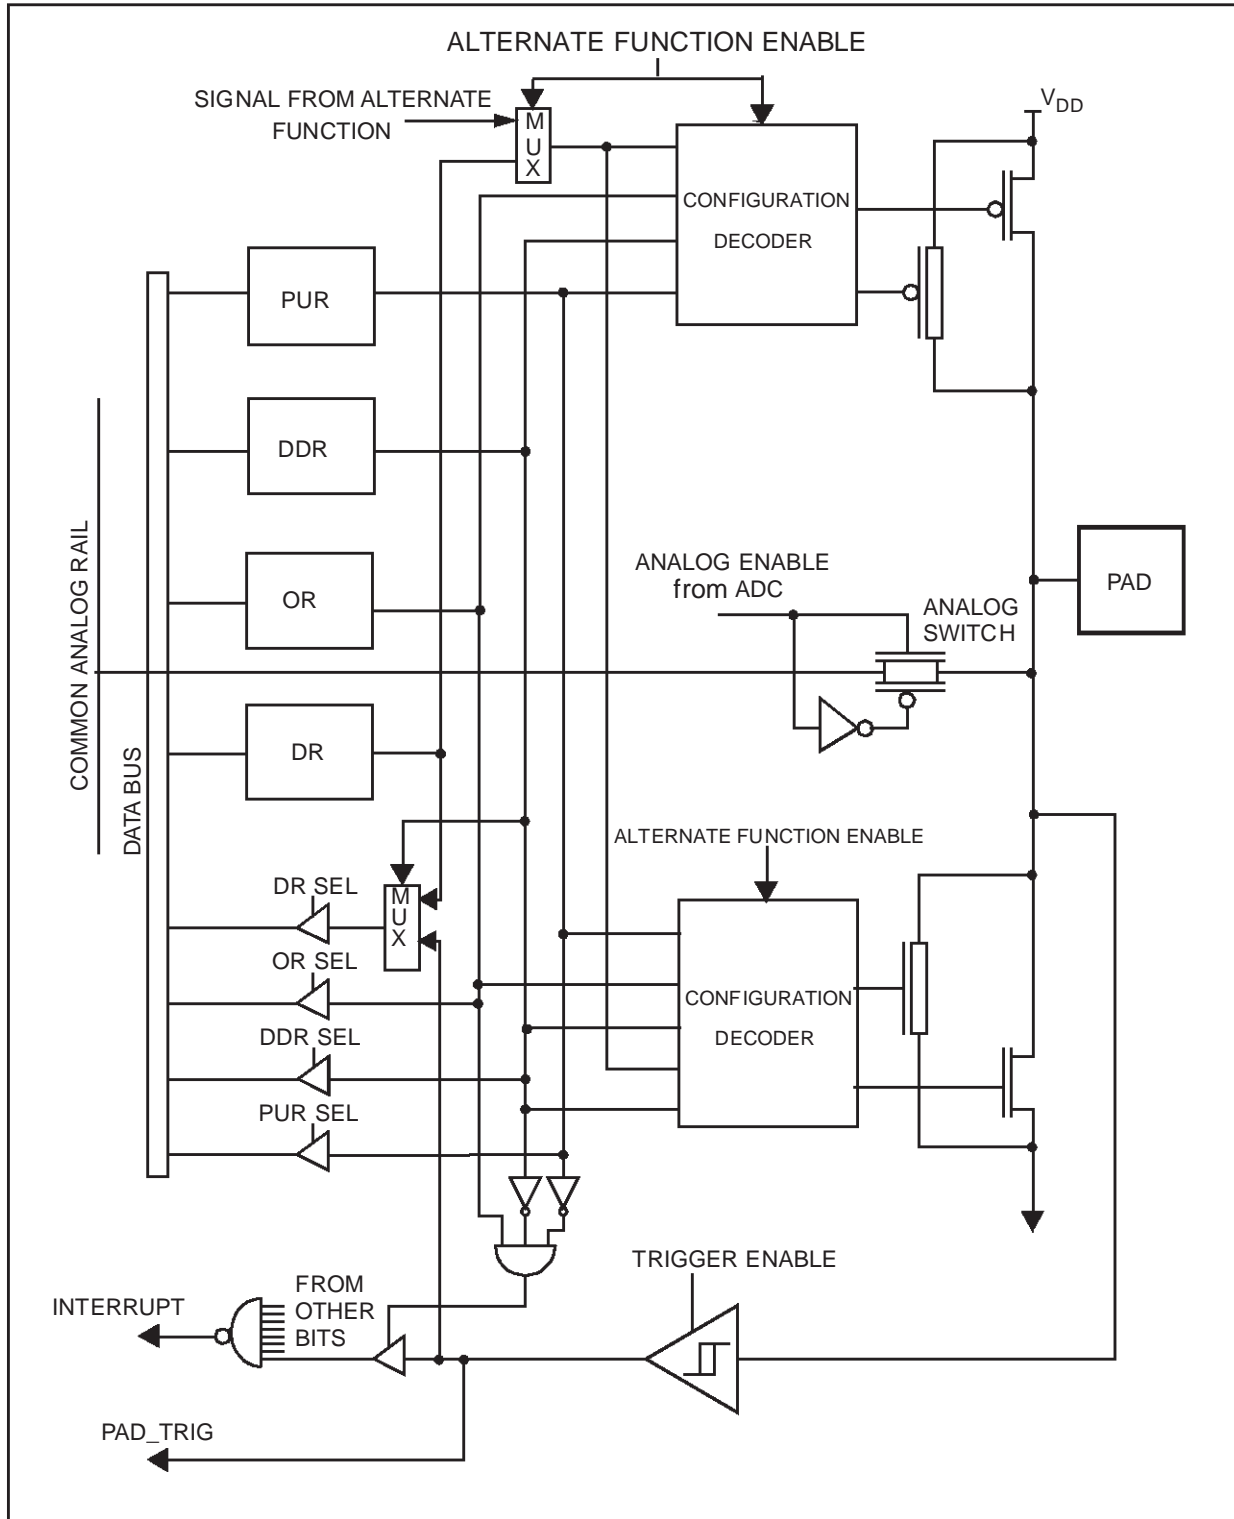 ALTERNATE FUNCTION ENABLE
SIGNAL FROM ALTERNATE
FUNCTION
M
U
X
VDD
CONFIGURATION
DECODER
PUR
DDR
OR
DR
COMMON ANALOG RAIL
DATA BUS
ANALOG ENABLE
from ADC
ANALOG
SWITCH
PAD
ALTERNATE FUNCTION ENABLE
DR SEL
M
U
X
OR SEL
DDR SEL
PUR SEL
CONFIGURATION
DECODER
TRIGGER ENABLE
INTERRUPT
FROM
OTHER
BITS
PAD_TRIG